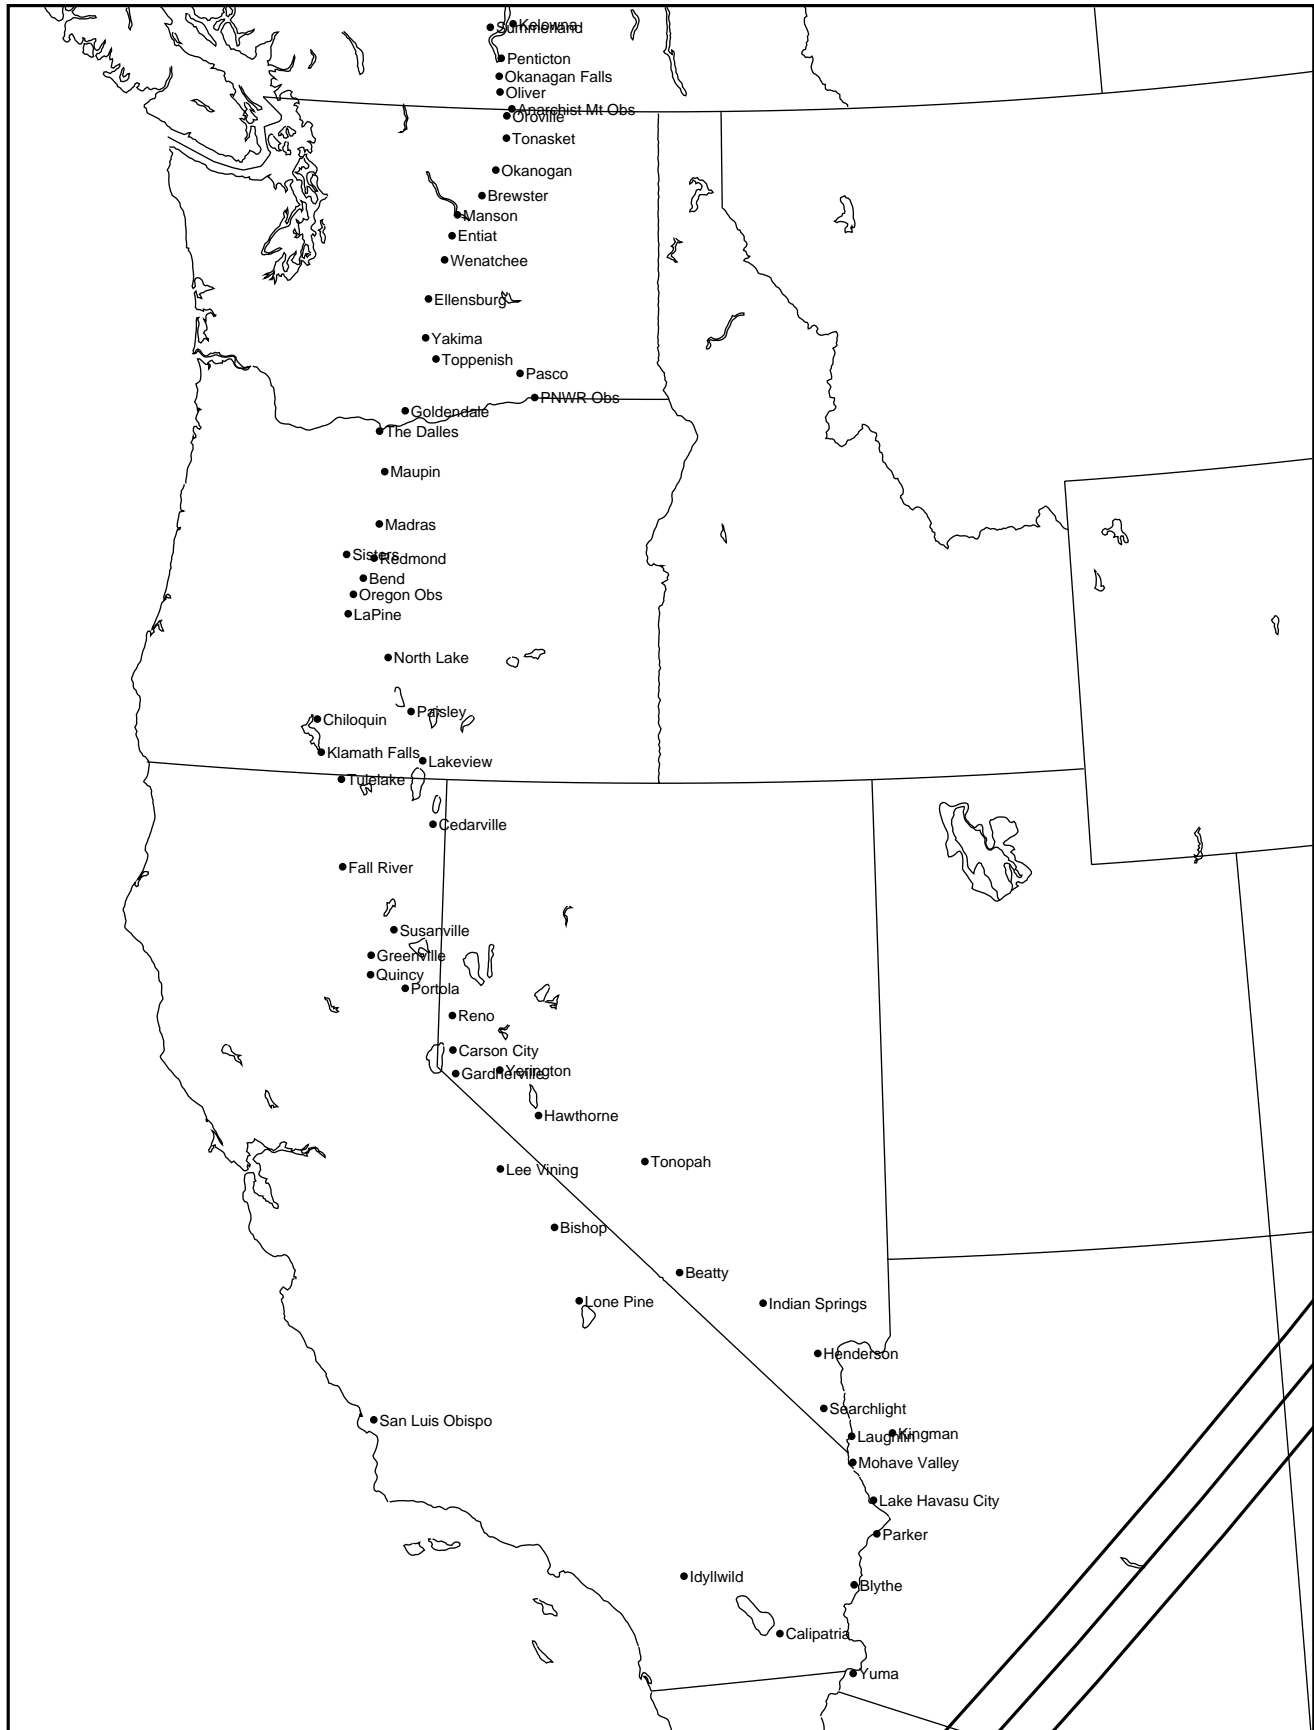 Kelowna
Summerland
Penticton
Okanagan Falls
Oliver
Anarchist Mt Obs
Oroville
Tonasket
Okanogan
Brewster
Manson
Entiat
Wenatchee
Ellensburg
Yakima
Toppenish
Pasco
PNWR Obs
Goldendale
The Dalles
Maupin
Madras
Sisters
Redmond
Bend
Oregon Obs
LaPine
North Lake
Paisley
Chiloquin
Klamath Falls
Lakeview
Tulelake
Cedarville
Fall River
Susanville
Greenville
Quincy
Portola
Reno
Carson City
Yerington
Gardnerville
Hawthorne
Tonopah
Lee Vining
Bishop
Beatty
Lone Pine
Indian Springs
Henderson
Searchlight
San Luis Obispo
Kingman
Laughlin
Mohave Valley
Lake Havasu City
Parker
Idyllwild
Blythe
Calipatria
Yuma